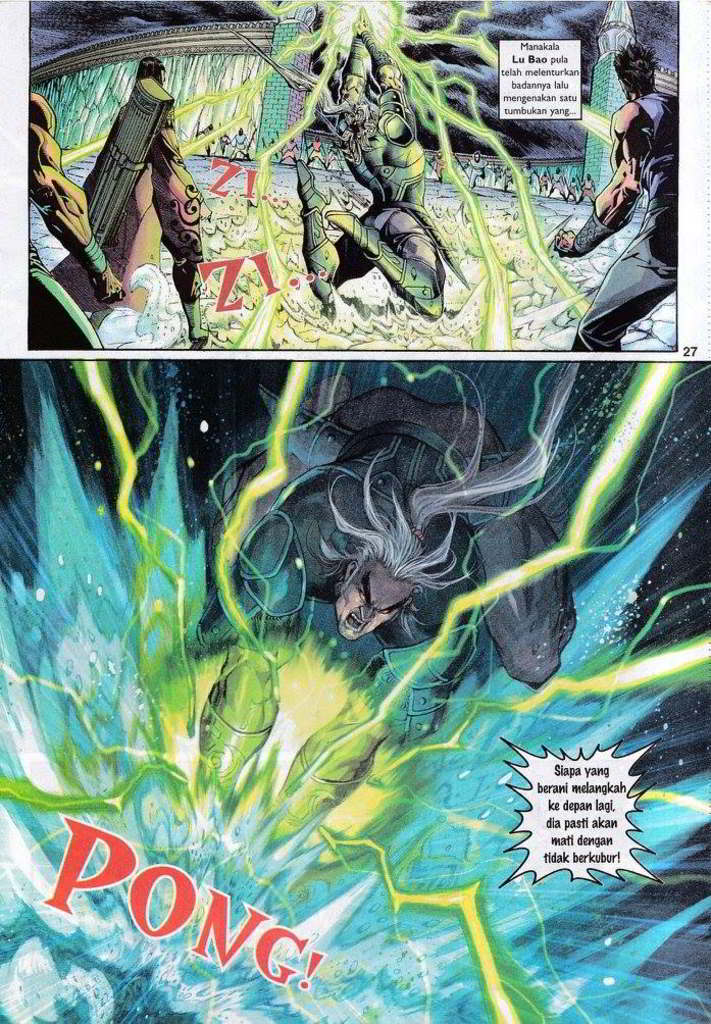 Manakala
Lu Bao pula
telah melenturkan
badannya lalu
mengenakan satu
tumbukan yang...
ZI...
ZI...
27
Siapa yang
berani melangkah
ke depan lagi,
dia pasti akan
mati dengan
tidak berkubur!
PONG!